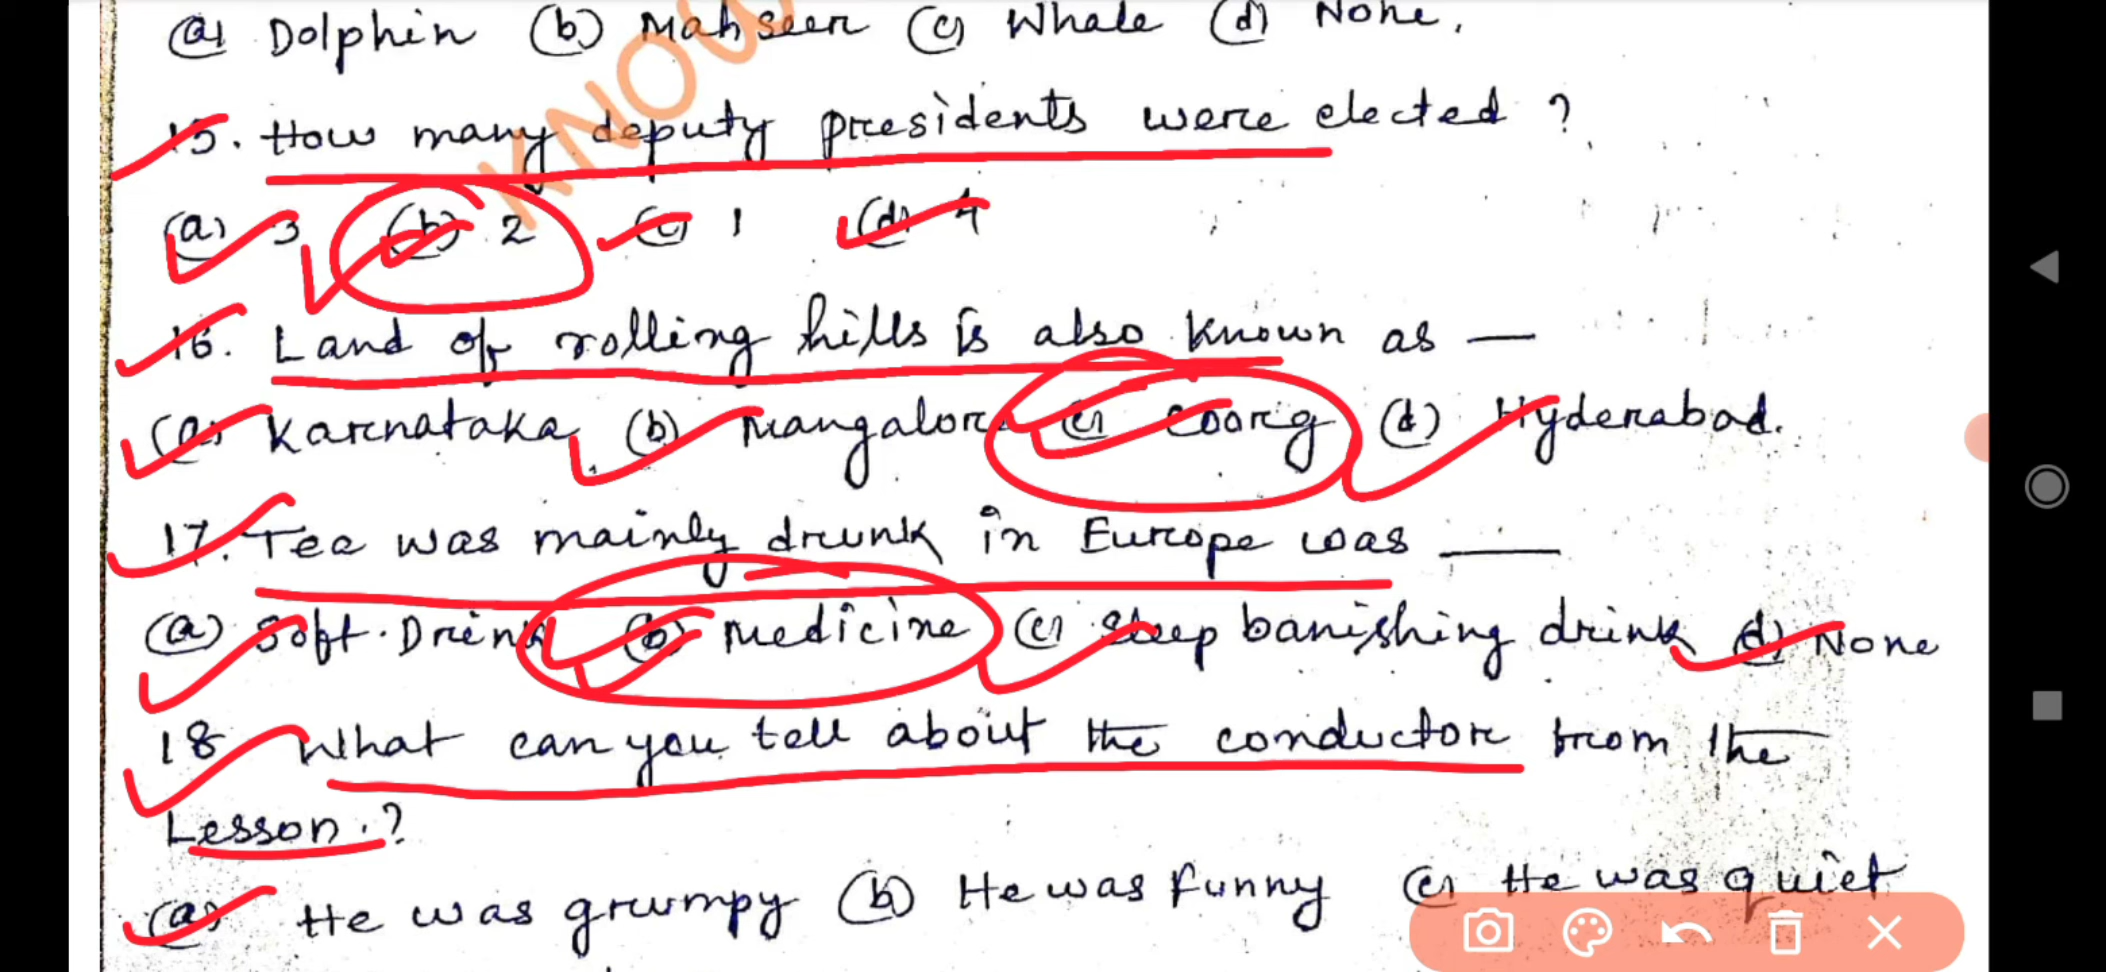 (a) Dolphin (b) Mahseer (c) Whale (d) None.
KNOW
15. How many deputy presidents were elected ?
(a) 3 (b) 2 (c) 1 (d) 4
16. Land of rolling hills is also known as —
(a) Karnataka (b) Mangalore (c) Coorg (d) Hyderabad.
17. Tea was mainly drunk in Europe was ___
(a) Soft Drink (b) Medicine (c) Sleep banishing drink (d) None
18 What can you tell about the conductor from the
Lesson.?
(a) He was grumpy (b) He was funny (c) He was quiet